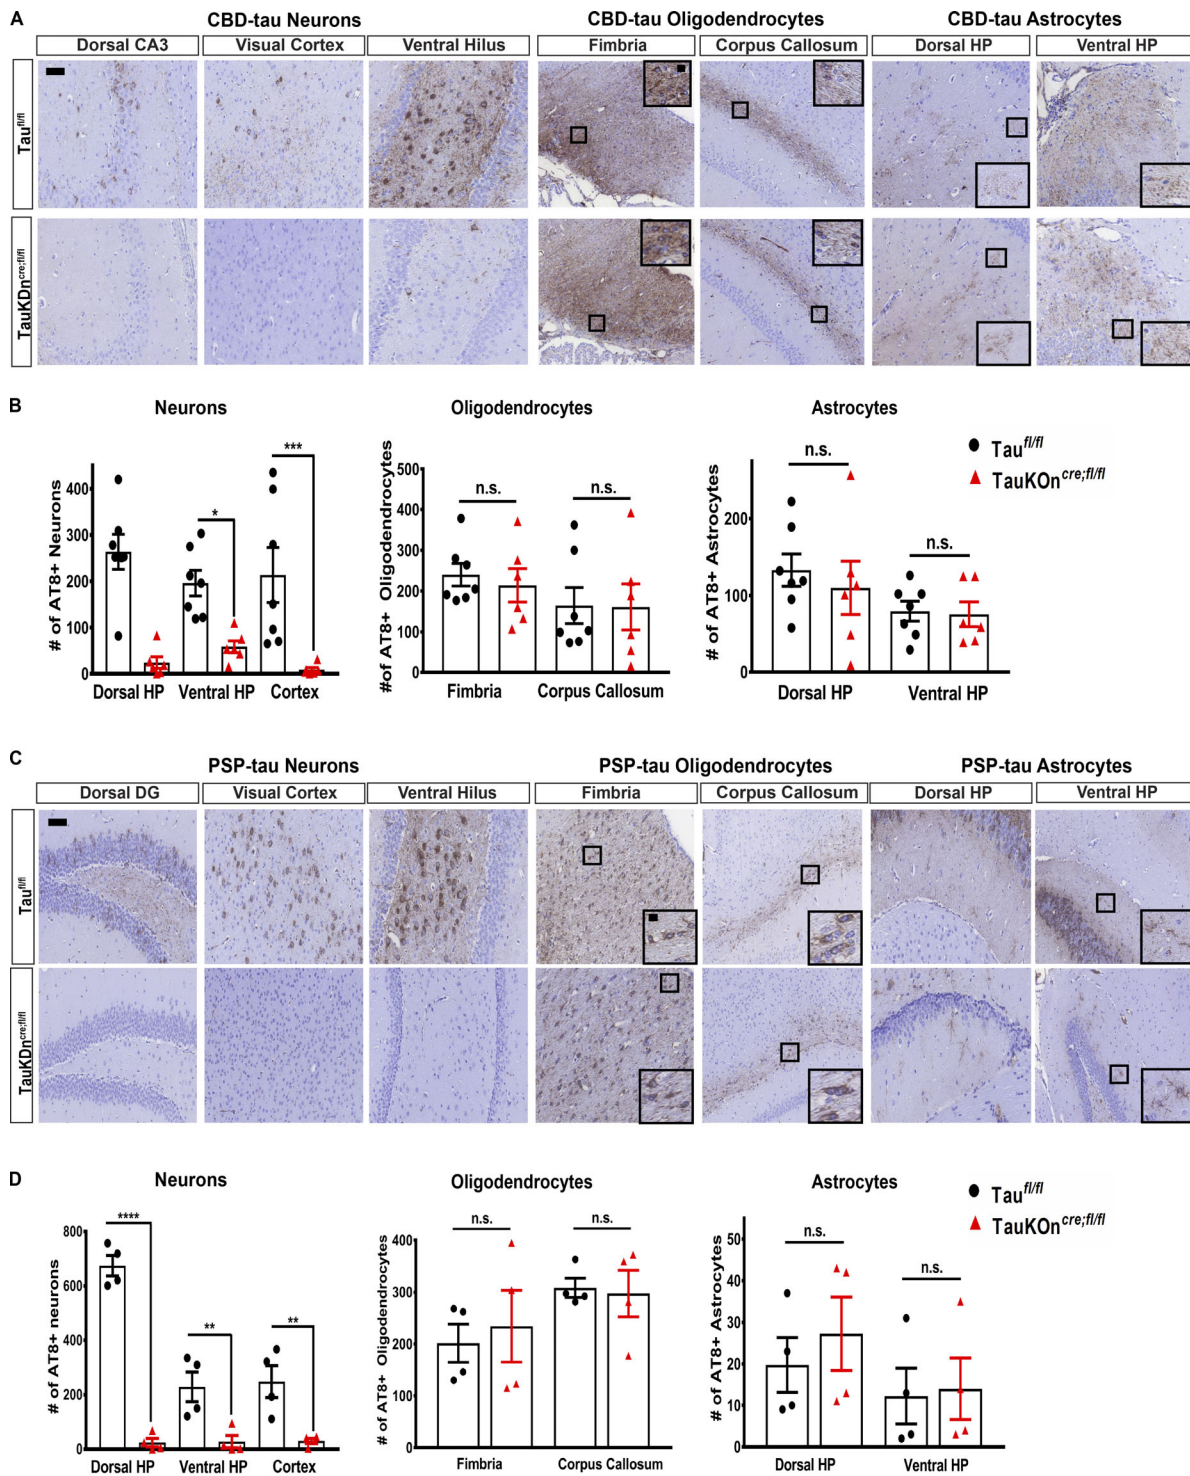 A
CBD-tau Neurons
CBD-tau Oligodendrocytes
CBD-tau Astrocytes
Dorsal CA3
Visual Cortex
Ventral Hilus
Fimbria
Corpus Callosum
Dorsal HP
Ventral HP
Tau fl/fl
TauKDn cre;fl/fl
B
Neurons
Oligodendrocytes
Astrocytes
# of AT8+ Neurons
400
300
200
100
0
*
***
Dorsal HP
Ventral HP
Cortex
#of AT8+ Oligodendrocytes
500
400
300
200
100
0
n.s.
n.s.
Fimbria
Corpus Callosum
# of AT8+ Astrocytes
200
100
0
n.s.
n.s.
Dorsal HP
Ventral HP
Tau fl/fl
TauKOn cre;fl/fl
C
PSP-tau Neurons
PSP-tau Oligodendrocytes
PSP-tau Astrocytes
Dorsal DG
Visual Cortex
Ventral Hilus
Fimbria
Corpus Callosum
Dorsal HP
Ventral HP
Tau fl/fl
TauKDn cre;fl/fl
D
Neurons
Oligodendrocytes
Astrocytes
# of AT8+ neurons
800
600
400
200
0
****
**
**
Dorsal HP
Ventral HP
Cortex
# of AT8+ Oligodendrocytes
400
300
200
100
0
n.s.
n.s.
Fimbria
Corpus Callosum
# of AT8+ Astrocytes
50
40
30
20
10
0
n.s.
n.s.
Dorsal HP
Ventral HP
Tau fl/fl
TauKOn cre;fl/fl